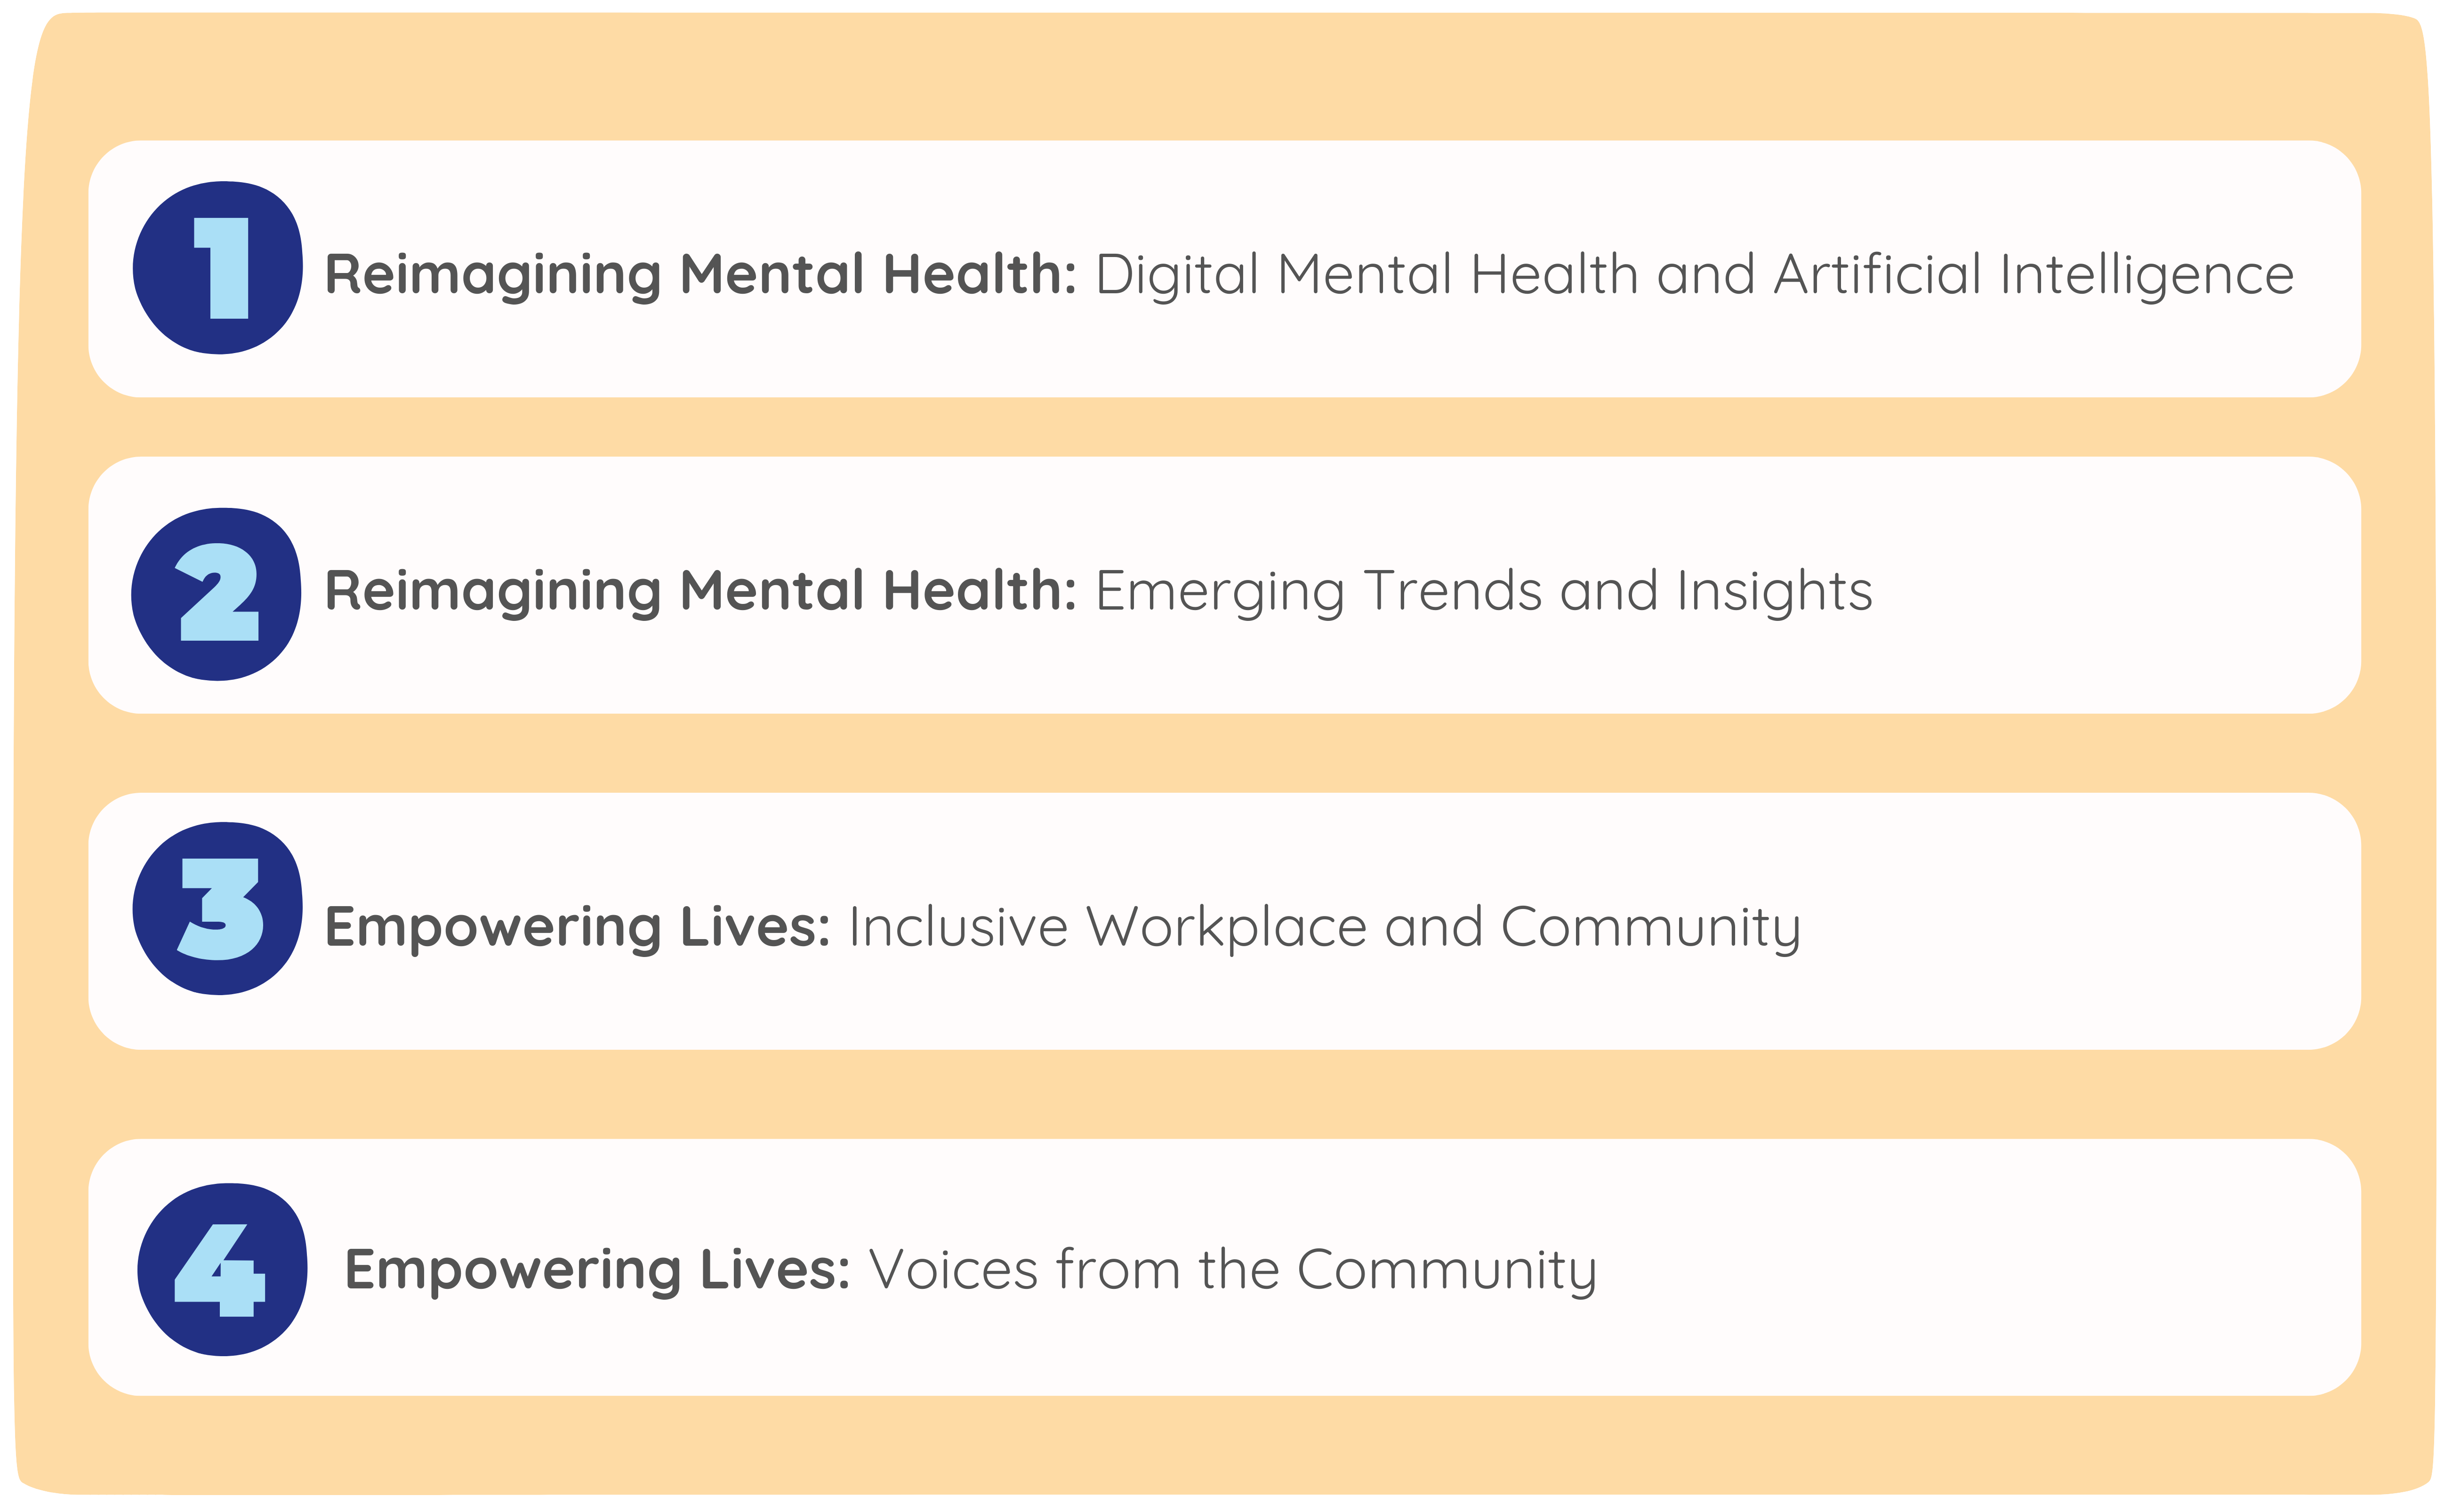 1 Reimagining Mental Health: Digital Mental Health and Artificial Intelligence
2 Reimagining Mental Health: Emerging Trends and Insights
3 Empowering Lives: Inclusive Workplace and Community
4 Empowering Lives: Voices from the Community